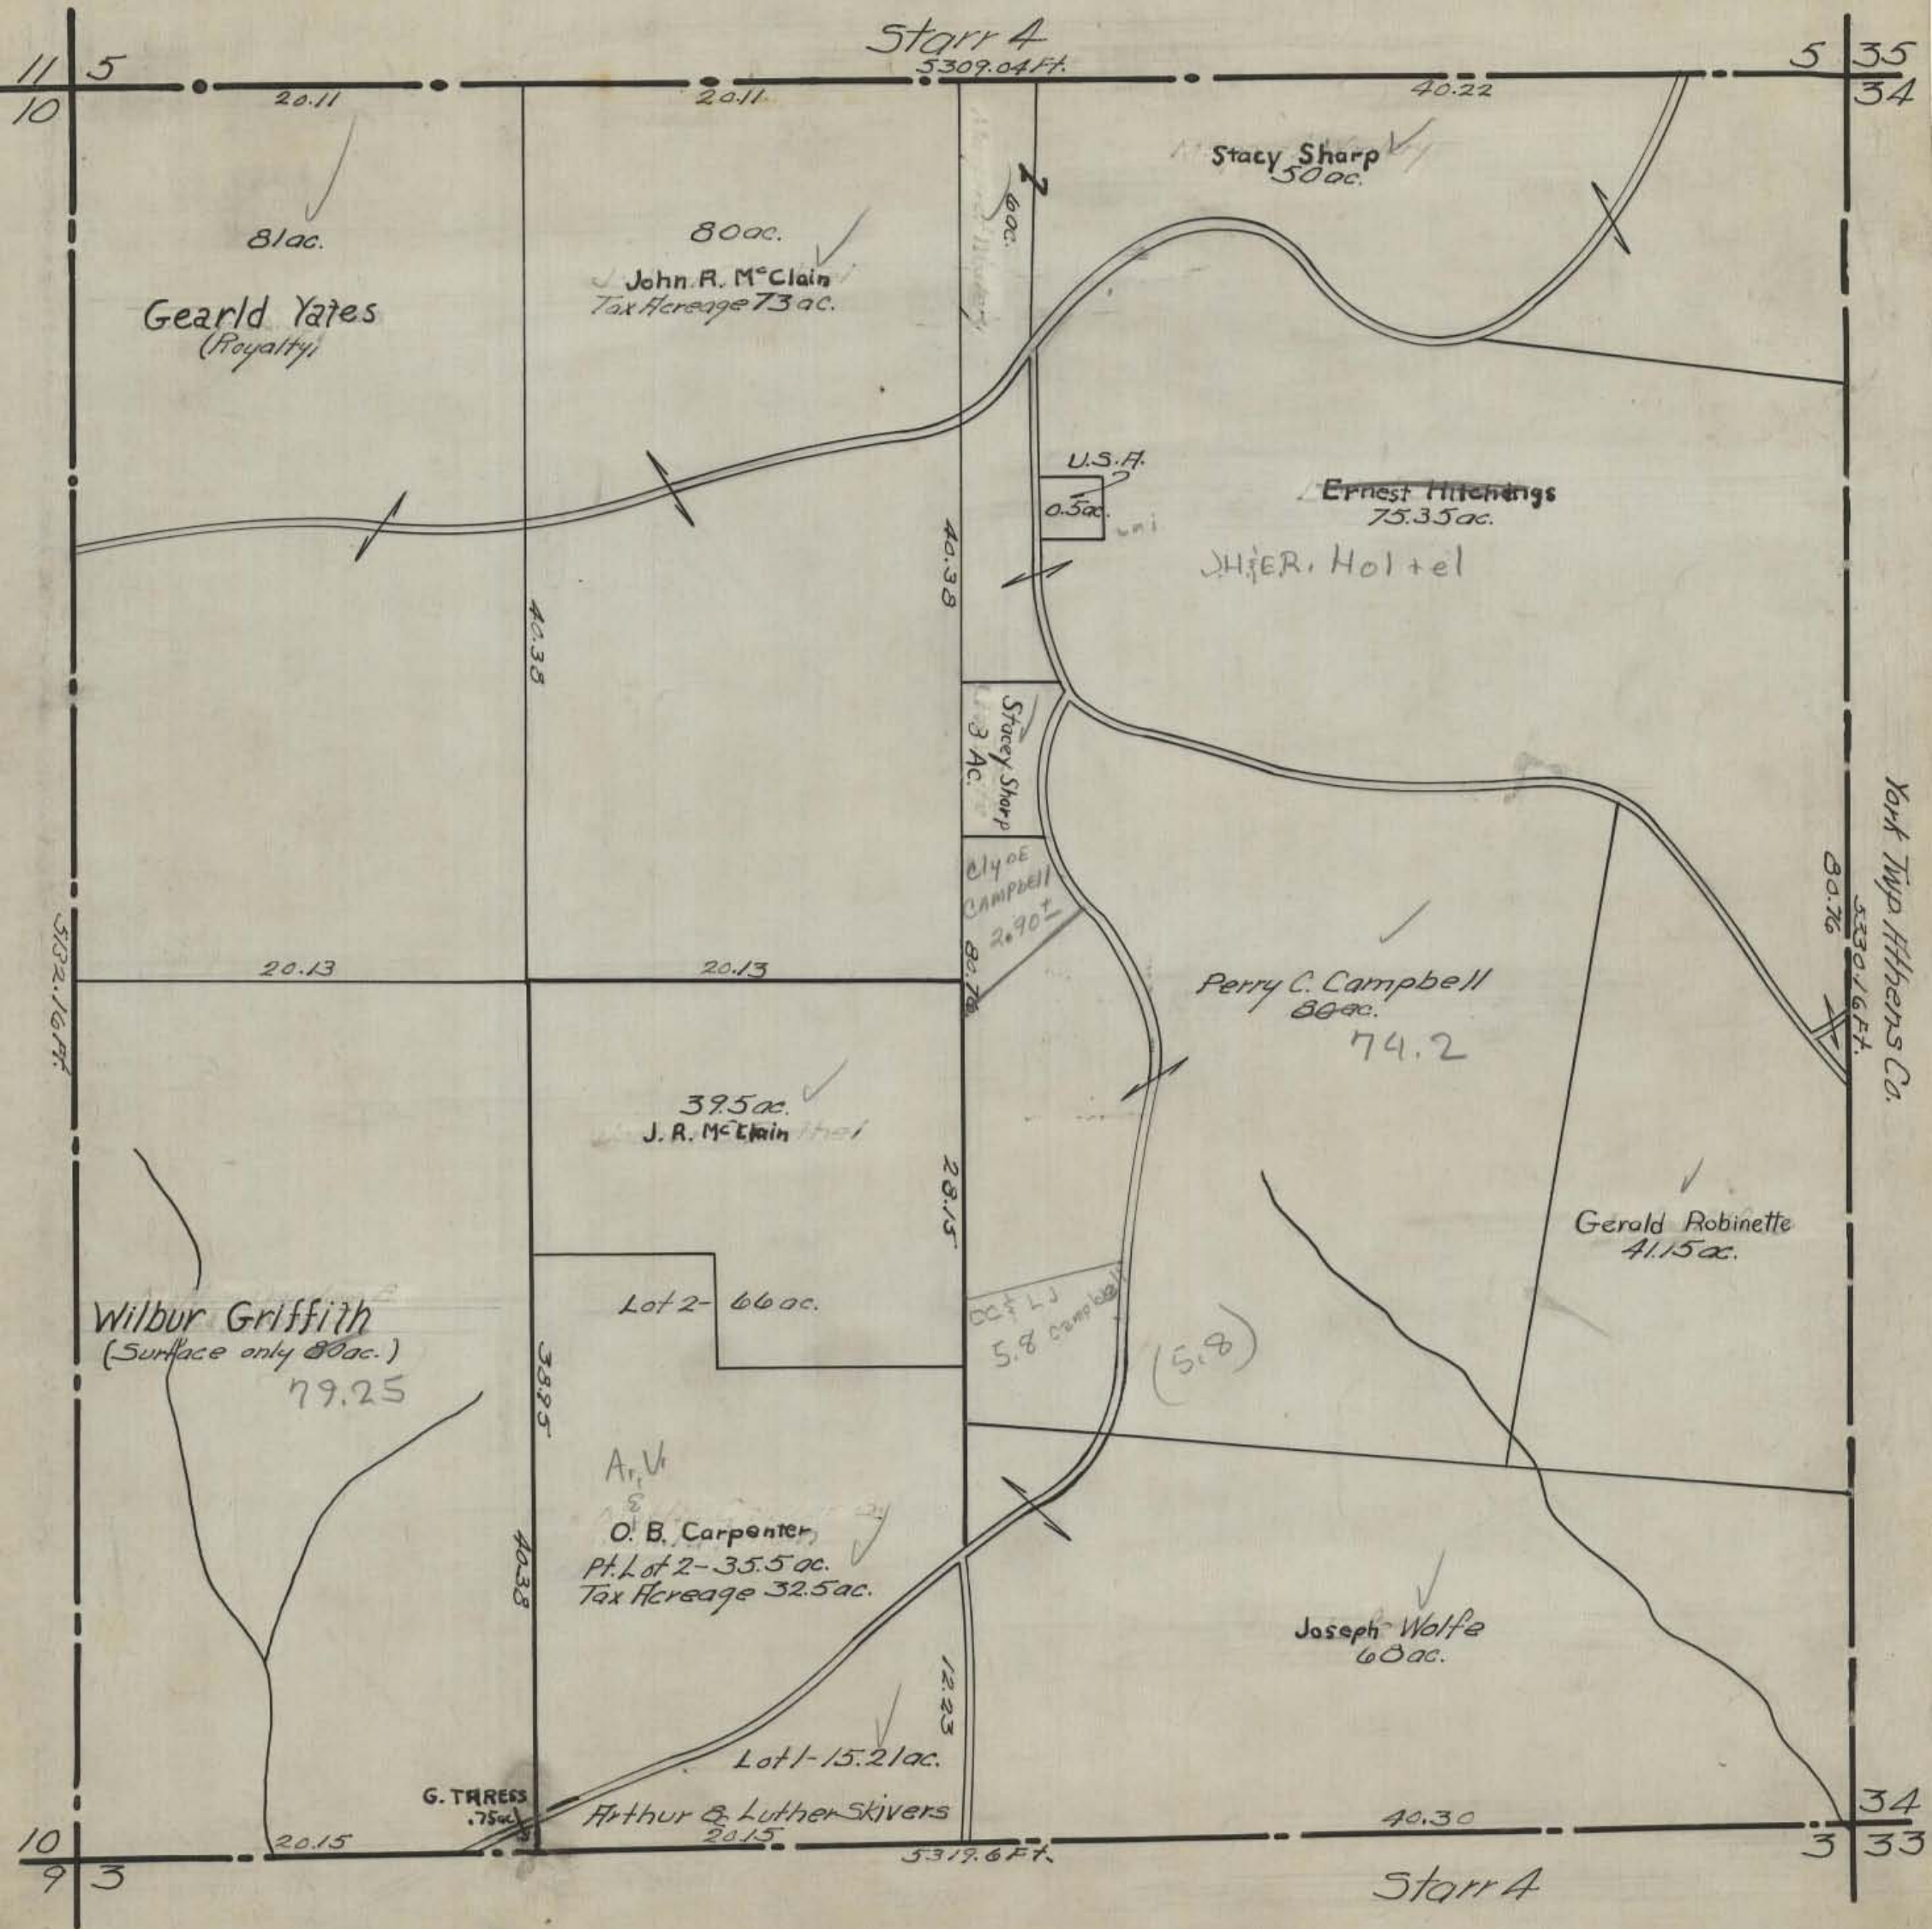 Starr 4
5309.04 Ft.
11 5
10
5 35
34
20.11
20.11
40.22
81 ac.
Gearld Yates
(Royalty)
80 ac.
John R. McClain
Tax Acreage 73 ac.
6 ac.
Stacy Sharp
50 ac.
U.S.A.
0.5 ac.
Ernest Hitchings
75.35 ac.
J.H.&E.R. Holtel
40.38
40.38
Stacey Sharp
3 Ac.
Clyde
Campbell
2.90±
80.76
York Twp Athens Co.
5330.16 Ft.
80.76
5332.16 Ft.
20.13
20.13
Perry C. Campbell
80 ac.
74.2
39.5 ac.
J. R. McClain
28.15
Gerald Robinette
41.15 ac.
Lot 2- 66 ac.
CC & LJ
5.8 Campbell
(5.8)
Wilbur Griffith
(Surface only 80 ac.)
79.25
38.95
40.38
A. V.
&
O. B. Carpenter
Pt. Lot 2-35.5 ac.
Tax Acreage 32.5 ac.
Joseph Wolfe
68 ac.
12.23
Lot 1-15.21 ac.
Arthur & Luther Skivers
G. TARESS
.75ac
20.15
20.15
40.30
5319.6 Ft.
10
9 3
34
3 33
Starr 4